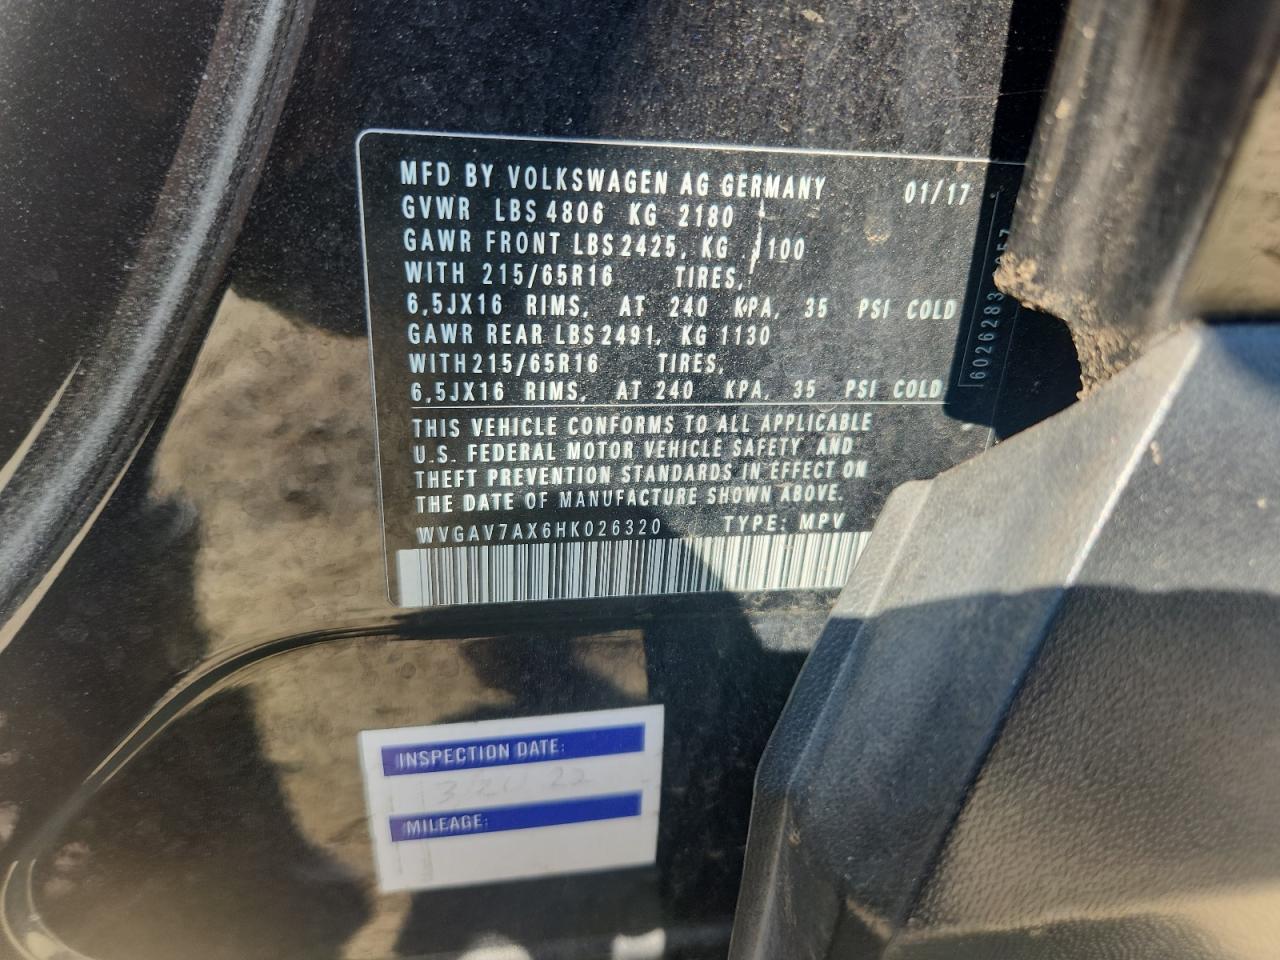 MFD BY VOLKSWAGEN AG GERMANY 01/17
GVWR LBS 4806 KG 2180
GAWR FRONT LBS 2425, KG 1100
WITH 215/65R16 TIRES,
6,5JX16 RIMS, AT 240 KPA, 35 PSI COLD
GAWR REAR LBS 2491, KG 1130
WITH 215/65R16 TIRES,
6,5JX16 RIMS, AT 240 KPA, 35 PSI COLD
THIS VEHICLE CONFORMS TO ALL APPLICABLE
U.S. FEDERAL MOTOR VEHICLE SAFETY AND
THEFT PREVENTION STANDARDS IN EFFECT ON
THE DATE OF MANUFACTURE SHOWN ABOVE.
WVGAV7AX6HK026320 TYPE: MPV
INSPECTION DATE:
MILEAGE: